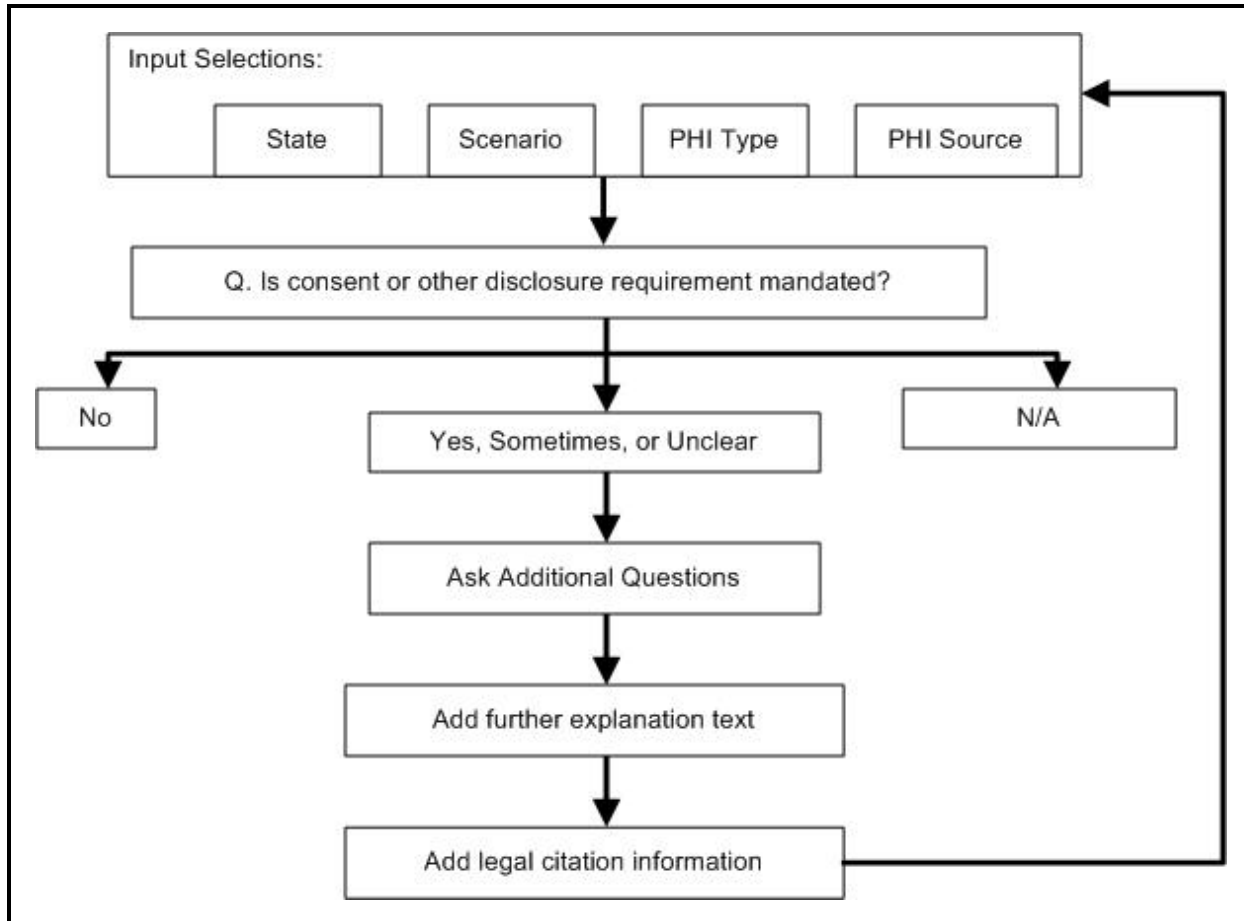 Input Selections:
State
Scenario
PHI Type
PHI Source
Q. Is consent or other disclosure requirement mandated?
No
Yes, Sometimes, or Unclear
N/A
Ask Additional Questions
Add further explanation text
Add legal citation information